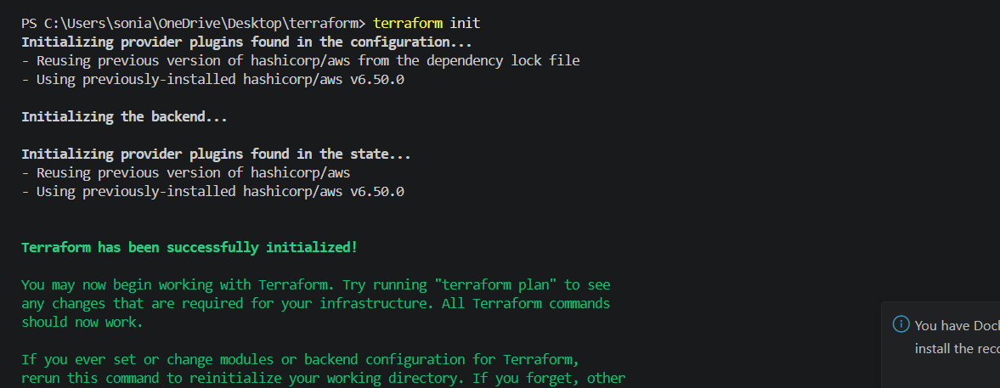 PS C:\Users\sonia\OneDrive\Desktop\terraform> terraform init
Initializing provider plugins found in the configuration...
- Reusing previous version of hashicorp/aws from the dependency lock file
- Using previously-installed hashicorp/aws v6.50.0
Initializing the backend...
Initializing provider plugins found in the state...
- Reusing previous version of hashicorp/aws
- Using previously-installed hashicorp/aws v6.50.0
Terraform has been successfully initialized!
You may now begin working with Terraform. Try running "terraform plan" to see
any changes that are required for your infrastructure. All Terraform commands
should now work.
You have Doc
install the rec
If you ever set or change modules or backend configuration for Terraform,
rerun this command to reinitialize your working directory. If you forget, other